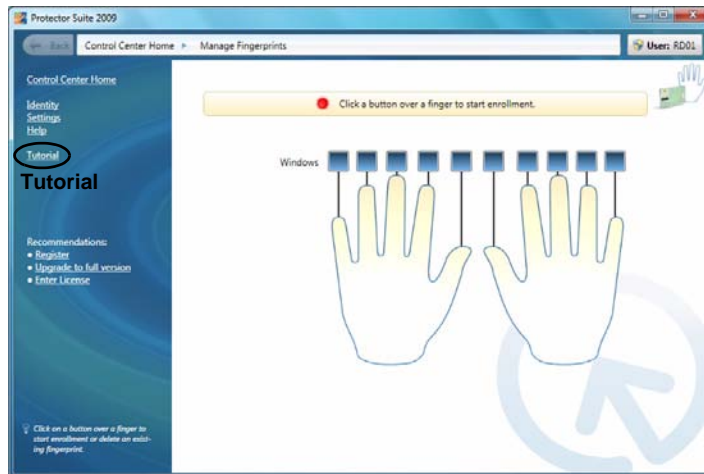 Protector Suite 2009
Back
Control Center Home ▸ Manage Fingerprints
User: RD01
Control Center Home
Click a button over a finger to start enrollment.
Identity
Settings
Help
Tutorial
Tutorial
Windows
Recommendations:
• Register
• Upgrade to full version
• Enter License
Click on a button over a finger to
start enrollment or delete an exist-
ing fingerprint.